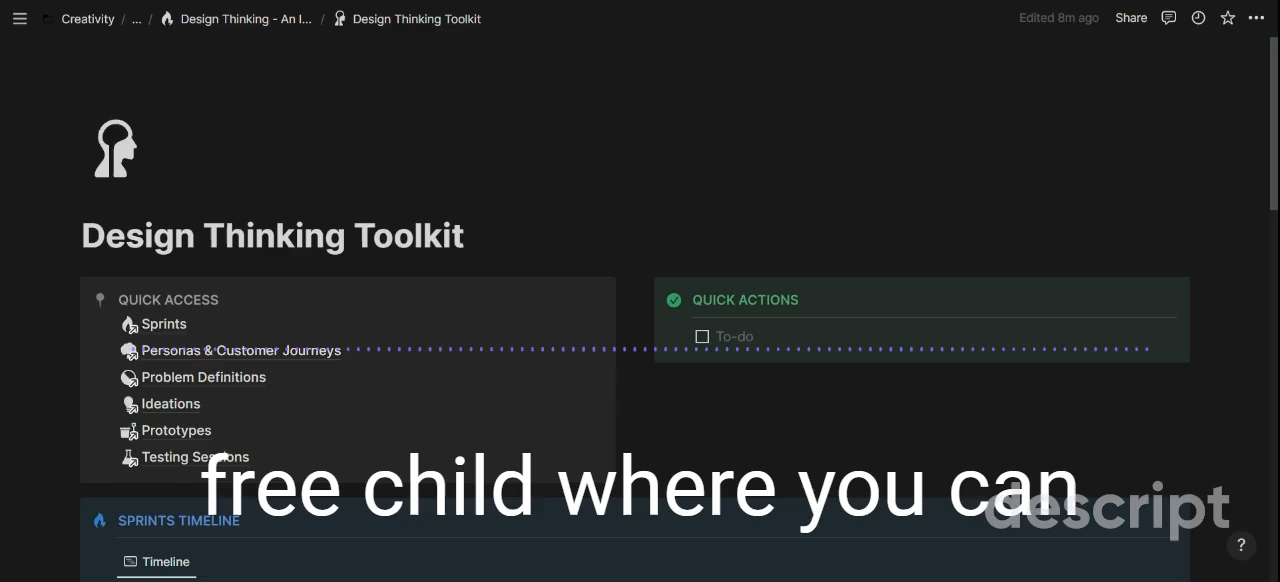 Creativity / ... / Design Thinking - An I... / Design Thinking Toolkit
Edited 8m ago Share
Design Thinking Toolkit
QUICK ACCESS
Sprints
Personas & Customer Journeys
Problem Definitions
Ideations
Prototypes
Testing Sessions
QUICK ACTIONS
To-do
free child where you can
descript
SPRINTS TIMELINE
Timeline
?